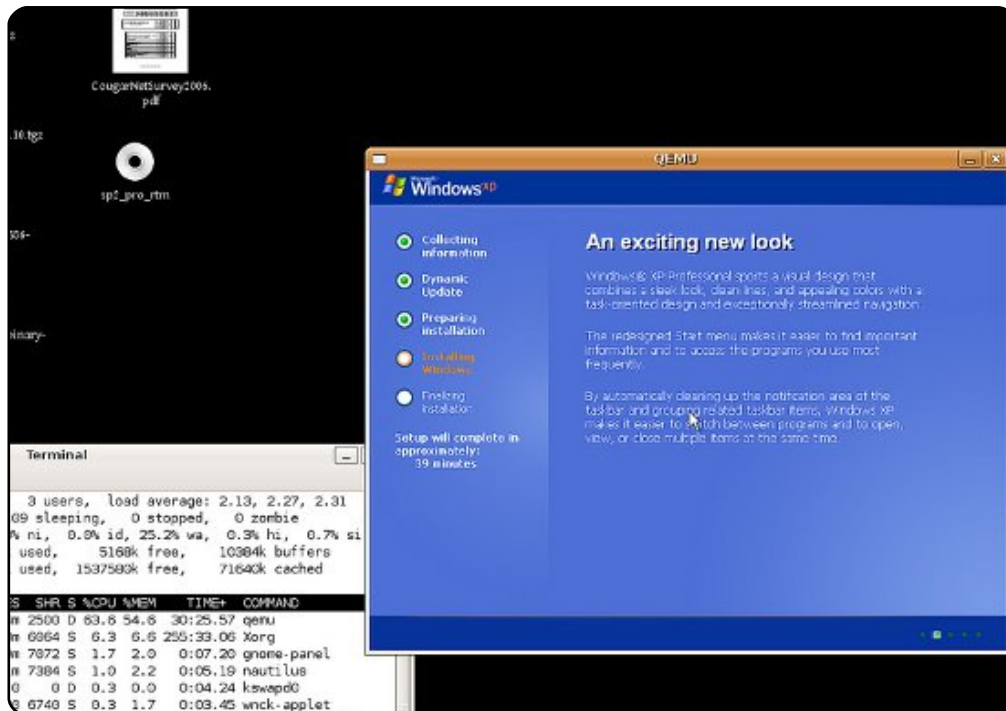 CougarNetSurvey2006.
pdf
.10.tgz
sp2_pro_rtm
inary-
QEMU
Microsoft
Windows xp
Collecting
information
Dynamic
Update
Preparing
installation
Installing
Windows
Finalizing
installation
Setup will complete in
approximately:
39 minutes
An exciting new look
Windows® XP Professional sports a visual design that
combines a sleek look, clean lines, and appealing colors with a
task-oriented design and exceptionally streamlined navigation.
The redesigned Start menu makes it easier to find important
information and to access the programs you use most
frequently.
By automatically cleaning up the notification area of the
taskbar and grouping related taskbar items, Windows XP
makes it easier to switch between programs and to open,
view, or close multiple items at the same time.
Terminal
3 users, load average: 2.13, 2.27, 2.31
09 sleeping, 0 stopped, 0 zombie
% ni, 0.0% id, 25.2% wa, 0.3% hi, 0.7% si
used, 5168k free, 10384k buffers
used, 1537580k free, 71640k cached
S SHR S %CPU %MEM TIME+ COMMAND
m 2500 D 63.6 54.6 30:25.57 qemu
m 6064 S 6.3 6.6 255:33.06 Xorg
m 7072 S 1.7 2.0 0:07.20 gnome-panel
m 7384 S 1.0 2.2 0:05.19 nautilus
0 0 D 0.3 0.0 0:04.24 kswapd0
6740 S 0.3 1.7 0:03.45 wnck-applet